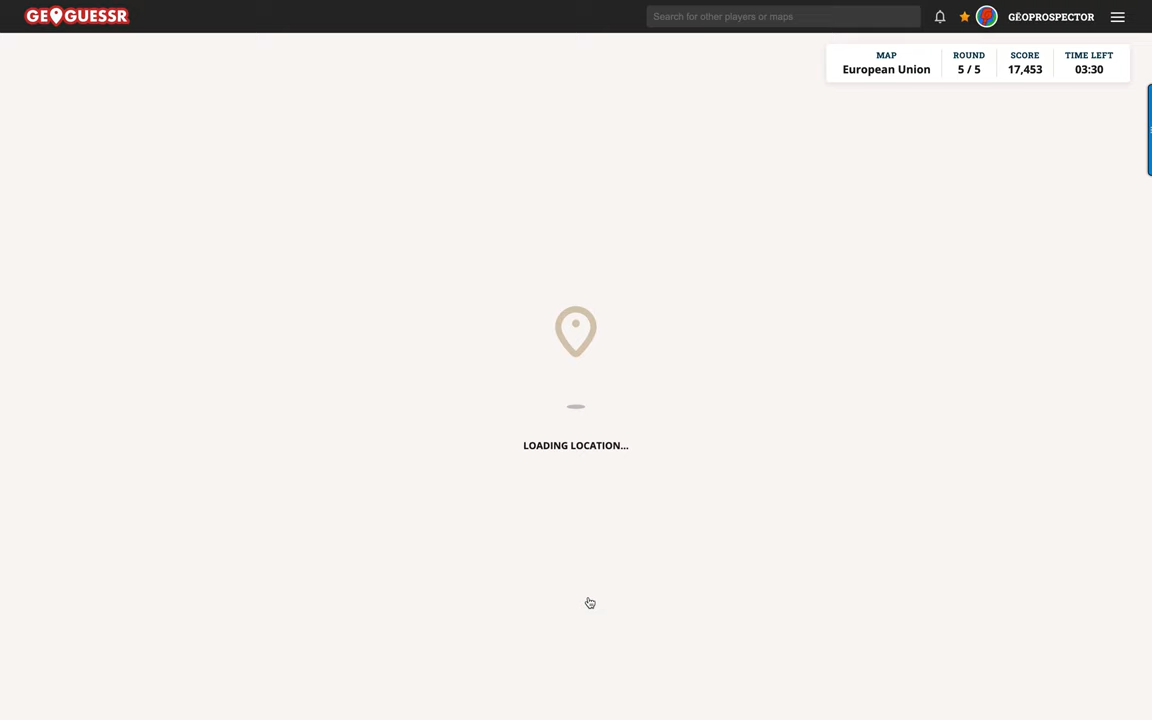 GEOGUESSR
Search for other players or maps
GEOPROSPECTOR
MAP ROUND SCORE TIME LEFT
European Union 5 / 5 17,453 03:30
LOADING LOCATION...